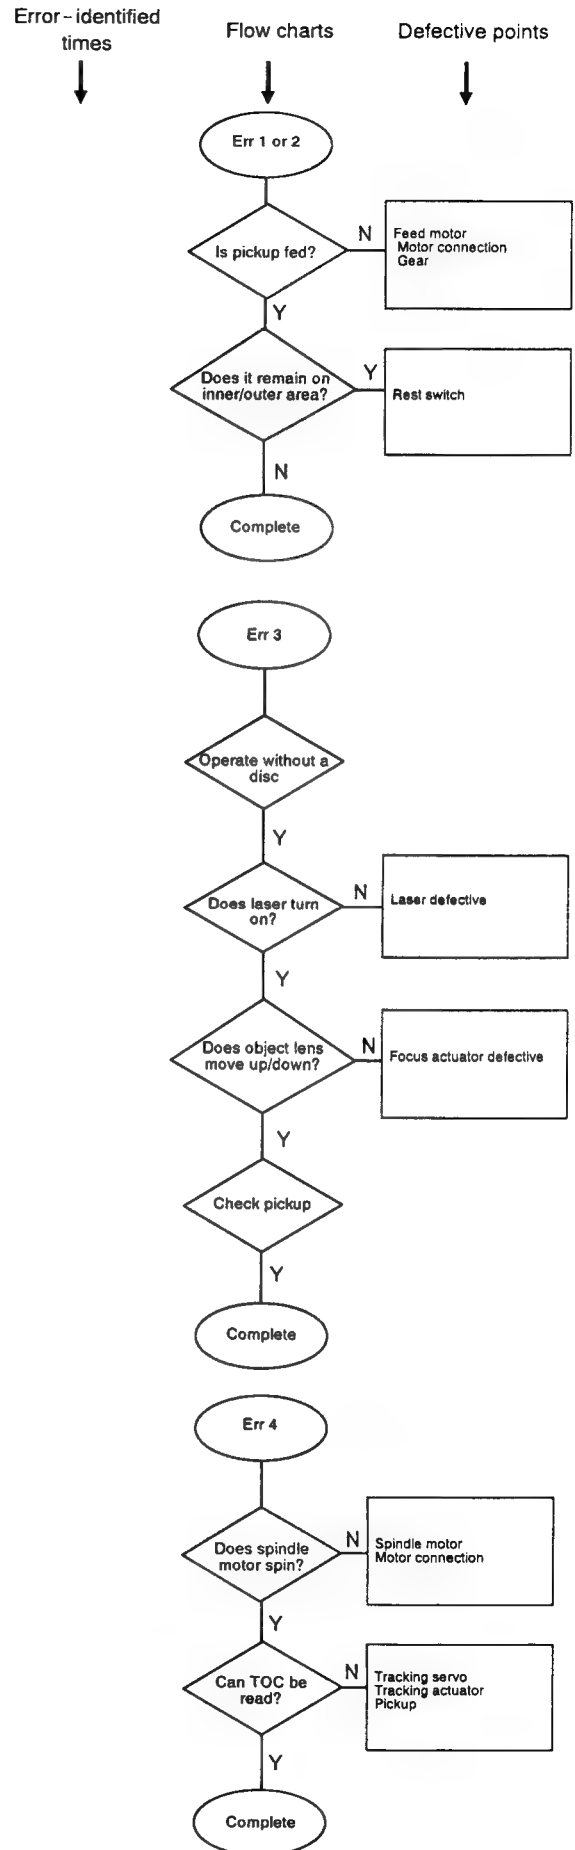 Error-identified
times
Flow charts
Defective points
Err 1 or 2
Is pickup fed?
N
Feed motor
Motor connection
Gear
Y
Does it remain on
inner/outer area?
Y
Rest switch
N
Complete
Err 3
Operate without a
disc
Y
Does laser turn
on?
N
Laser defective
Y
Does object lens
move up/down?
N
Focus actuator defective
Y
Check pickup
Y
Complete
Err 4
Does spindle
motor spin?
N
Spindle motor
Motor connection
Y
Can TOC be
read?
N
Tracking servo
Tracking actuator
Pickup
Y
Complete